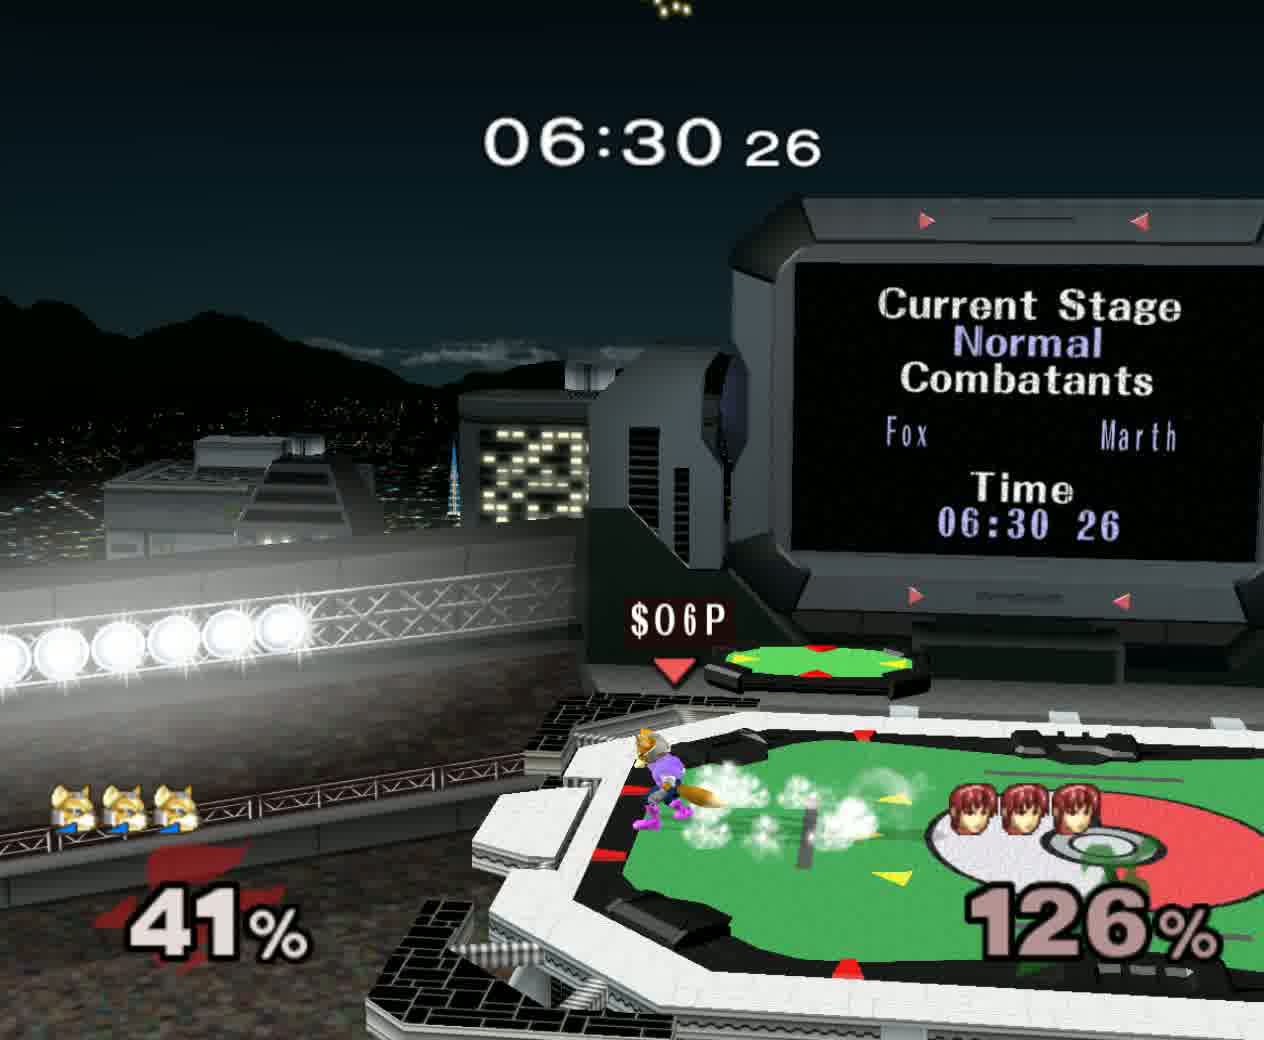 06:30 26
Current Stage
Normal
Combatants
Fox Marth
Time
06:30 26
$06P
41%
126%